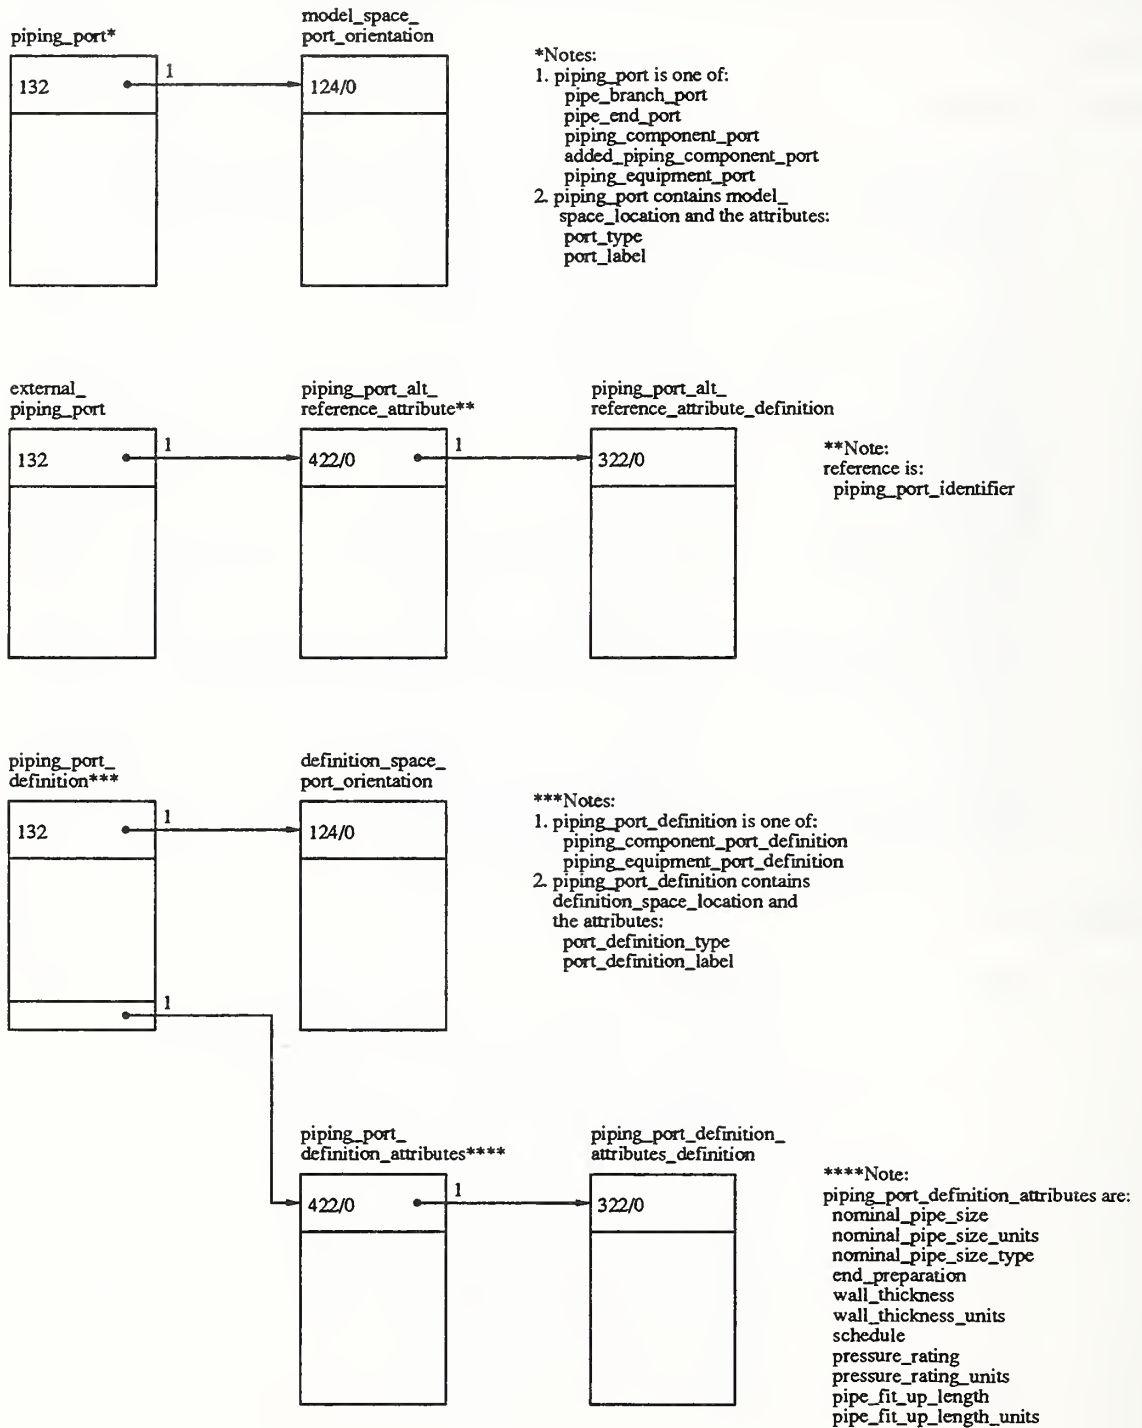 piping_port*
model_space_
port_orientation
132
1
124/0
*Notes:
1. piping_port is one of:
pipe_branch_port
pipe_end_port
piping_component_port
added_piping_component_port
piping_equipment_port
2. piping_port contains model_
space_location and the attributes:
port_type
port_label
external_
piping_port
piping_port_alt_
reference_attribute**
piping_port_alt_
reference_attribute_definition
132
1
422/0
1
322/0
**Note:
reference is:
piping_port_identifier
piping_port_
definition***
definition_space_
port_orientation
132
1
124/0
1
***Notes:
1. piping_port_definition is one of:
piping_component_port_definition
piping_equipment_port_definition
2. piping_port_definition contains
definition_space_location and
the attributes:
port_definition_type
port_definition_label
piping_port_
definition_attributes****
piping_port_definition_
attributes_definition
422/0
1
322/0
****Note:
piping_port_definition_attributes are:
nominal_pipe_size
nominal_pipe_size_units
nominal_pipe_size_type
end_preparation
wall_thickness
wall_thickness_units
schedule
pressure_rating
pressure_rating_units
pipe_fit_up_length
pipe_fit_up_length_units